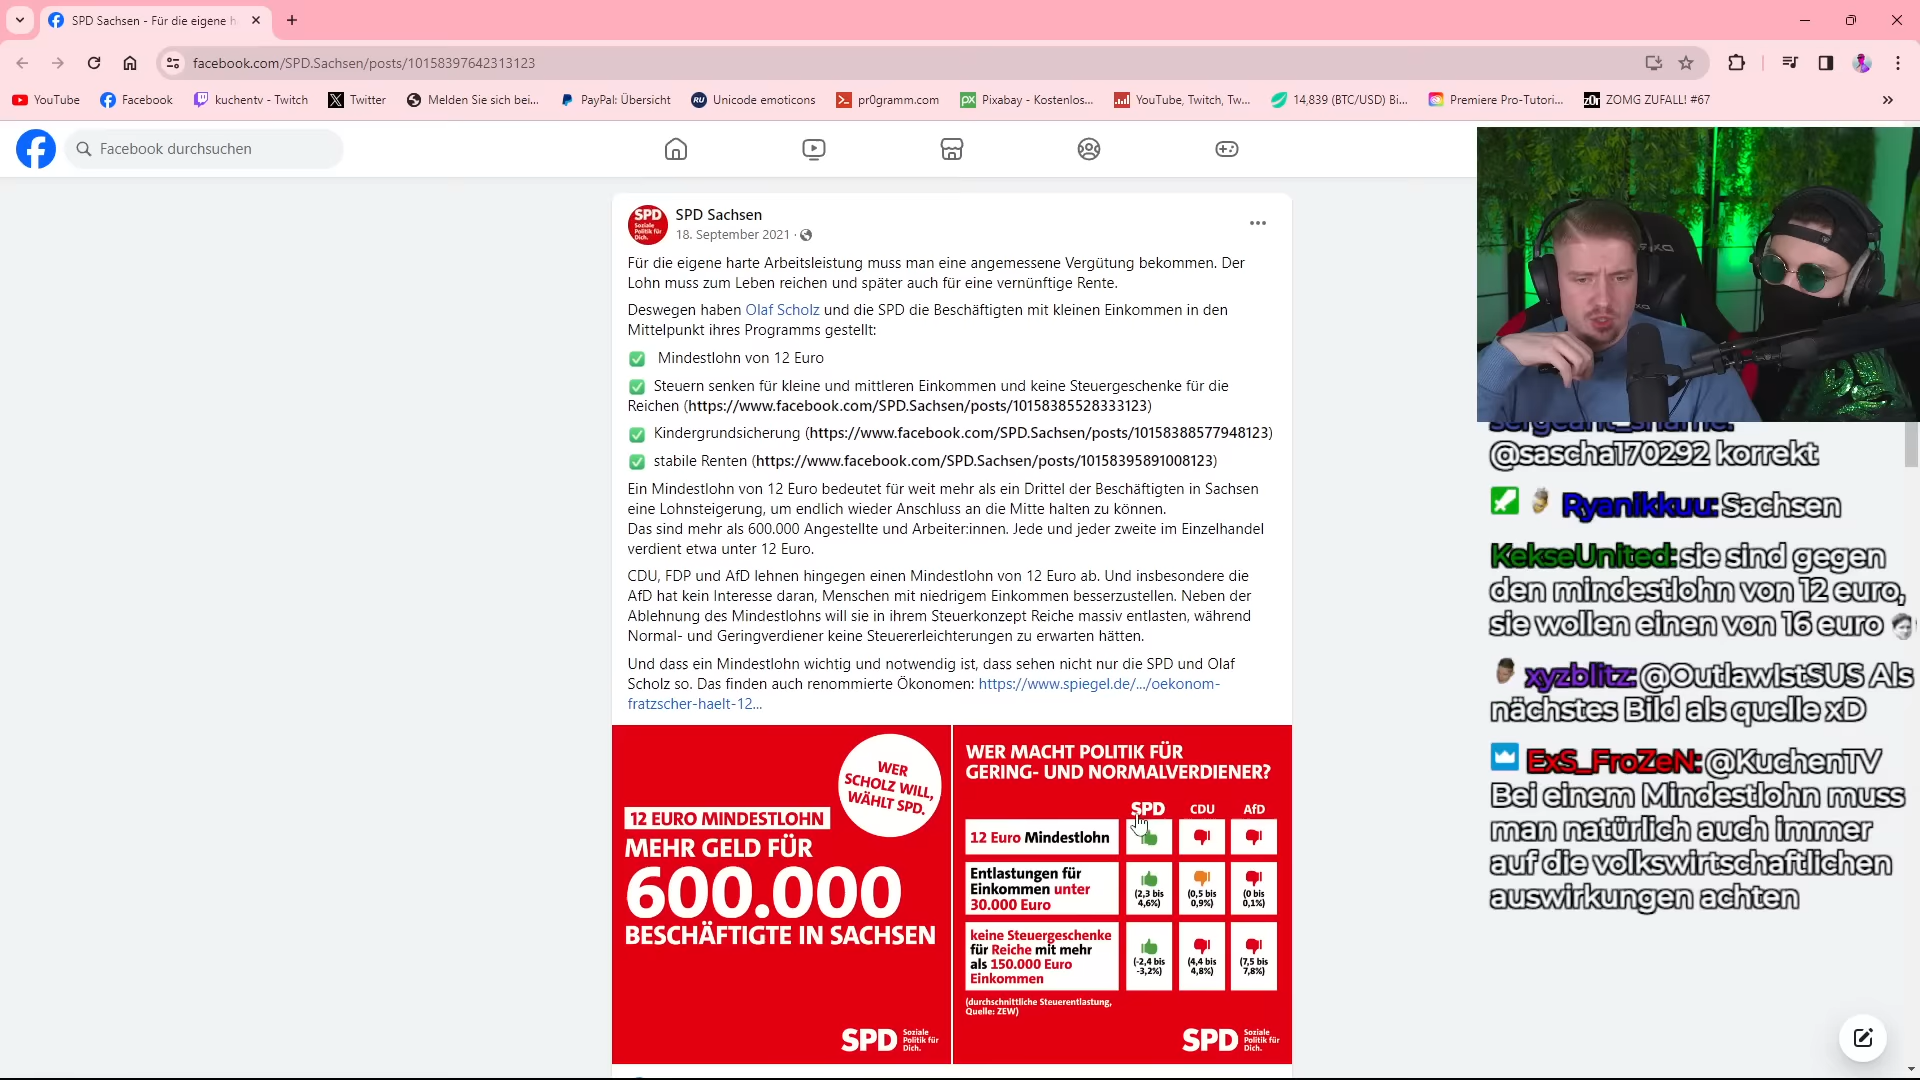 SPD Sachsen - Für die eigene h
facebook.com/SPD.Sachsen/posts/10158397642313123
YouTube
Facebook
kuchentv - Twitch
Twitter
Melden Sie sich bei...
PayPal: Übersicht
Unicode emoticons
pr0gramm.com
Pixabay - Kostenlos...
YouTube, Twitch, Tw...
14,839 (BTC/USD) Bi...
Premiere Pro-Tutori...
ZOMG ZUFALL! #67
Facebook durchsuchen
SPD Soziale Politik für Dich.
SPD Sachsen
18. September 2021 ·
Für die eigene harte Arbeitsleistung muss man eine angemessene Vergütung bekommen. Der
Lohn muss zum Leben reichen und später auch für eine vernünftige Rente.
Deswegen haben Olaf Scholz und die SPD die Beschäftigten mit kleinen Einkommen in den
Mittelpunkt ihres Programms gestellt:
✅ Mindestlohn von 12 Euro
✅ Steuern senken für kleine und mittleren Einkommen und keine Steuergeschenke für die
Reichen (https://www.facebook.com/SPD.Sachsen/posts/10158385528333123)
✅ Kindergrundsicherung (https://www.facebook.com/SPD.Sachsen/posts/10158388577948123)
✅ stabile Renten (https://www.facebook.com/SPD.Sachsen/posts/10158395891008123)
Ein Mindestlohn von 12 Euro bedeutet für weit mehr als ein Drittel der Beschäftigten in Sachsen
eine Lohnsteigerung, um endlich wieder Anschluss an die Mitte halten zu können.
Das sind mehr als 600.000 Angestellte und Arbeiter:innen. Jede und jeder zweite im Einzelhandel
verdient etwa unter 12 Euro.
CDU, FDP und AfD lehnen hingegen einen Mindestlohn von 12 Euro ab. Und insbesondere die
AfD hat kein Interesse daran, Menschen mit niedrigem Einkommen besserzustellen. Neben der
Ablehnung des Mindestlohns will sie in ihrem Steuerkonzept Reiche massiv entlasten, während
Normal- und Geringverdiener keine Steuererleichterungen zu erwarten hätten.
Und dass ein Mindestlohn wichtig und notwendig ist, dass sehen nicht nur die SPD und Olaf
Scholz so. Das finden auch renommierte Ökonomen: https://www.spiegel.de/.../oekonom-
fratzscher-haelt-12...
WER
SCHOLZ WILL,
WÄHLT SPD.
12 EURO MINDESTLOHN
MEHR GELD FÜR
600.000
BESCHÄFTIGTE IN SACHSEN
SPD Soziale Politik für Dich.
WER MACHT POLITIK FÜR
GERING- UND NORMALVERDIENER?
SPD CDU AfD
12 Euro Mindestlohn
Entlastungen für
Einkommen unter
30.000 Euro
(2,3 bis 4,6%) (0,5 bis 0,9%) (0 bis 0,1%)
keine Steuergeschenke
für Reiche mit mehr
als 150.000 Euro
Einkommen
(-2,4 bis -3,2%) (4,4 bis 4,8%) (7,5 bis 7,8%)
(durchschnittliche Steuerentlastung,
Quelle: ZEW)
SPD Soziale Politik für Dich.
@sascha170292 korrekt
Ryanikkuu: Sachsen
KekseUnited: sie sind gegen
den mindestlohn von 12 euro,
sie wollen einen von 16 euro
xyzblitz: @OutlawIstSUS Als
nächstes Bild als quelle xD
ExS_FroZeN: @KuchenTV
Bei einem Mindestlohn muss
man natürlich auch immer
auf die volkswirtschaftlichen
auswirkungen achten